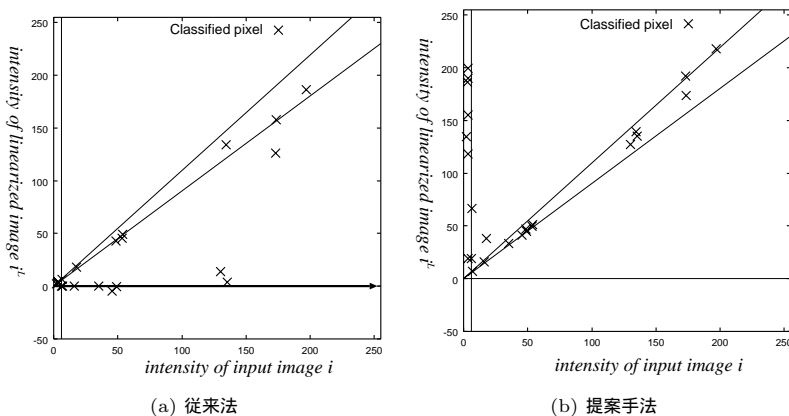 250
200
150
100
50
0
-50
0 50 100 150 200 250
Classified pixel
intensity of linearized image i^L
intensity of input image i
(a) 従来法
250
200
150
100
50
0
-50
0 50 100 150 200 250
Classified pixel
intensity of linearized image i^L
intensity of input image i
(b) 提案手法